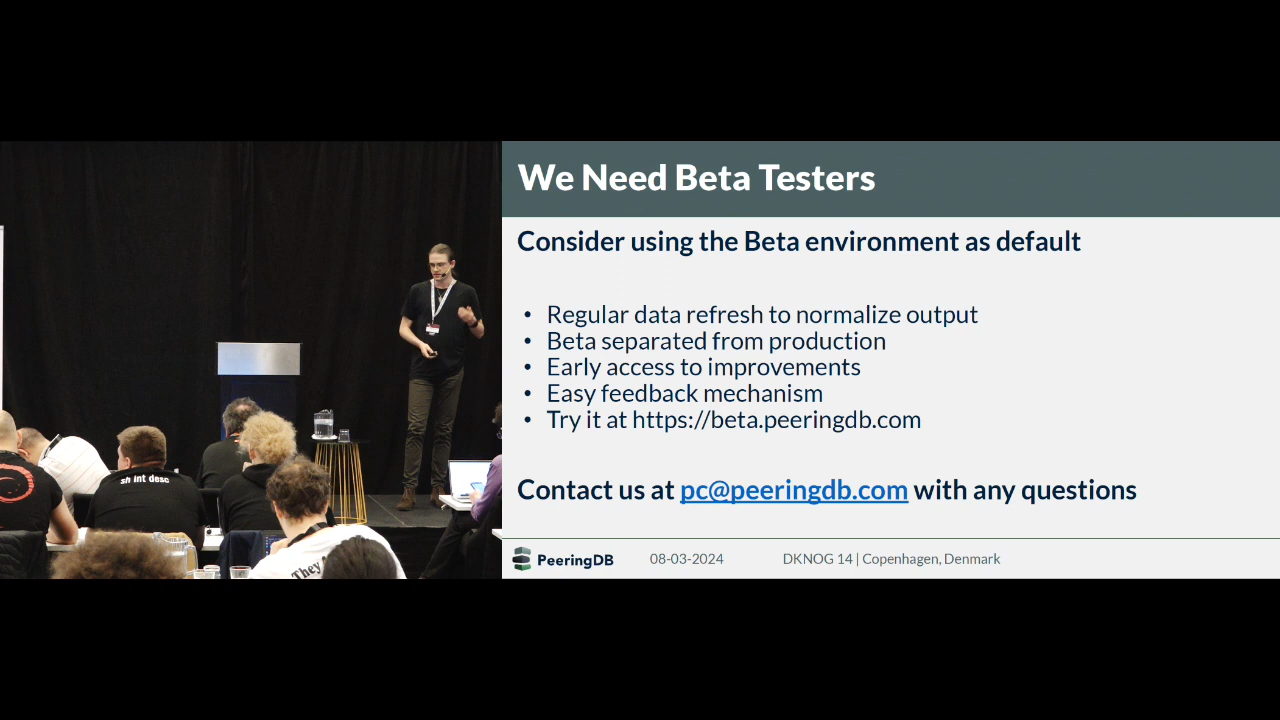 We Need Beta Testers
Consider using the Beta environment as default
• Regular data refresh to normalize output
• Beta separated from production
• Early access to improvements
• Easy feedback mechanism
• Try it at https://beta.peeringdb.com
Contact us at pc@peeringdb.com with any questions
PeeringDB 08-03-2024 DKNOG 14 | Copenhagen, Denmark
sh int desc
They